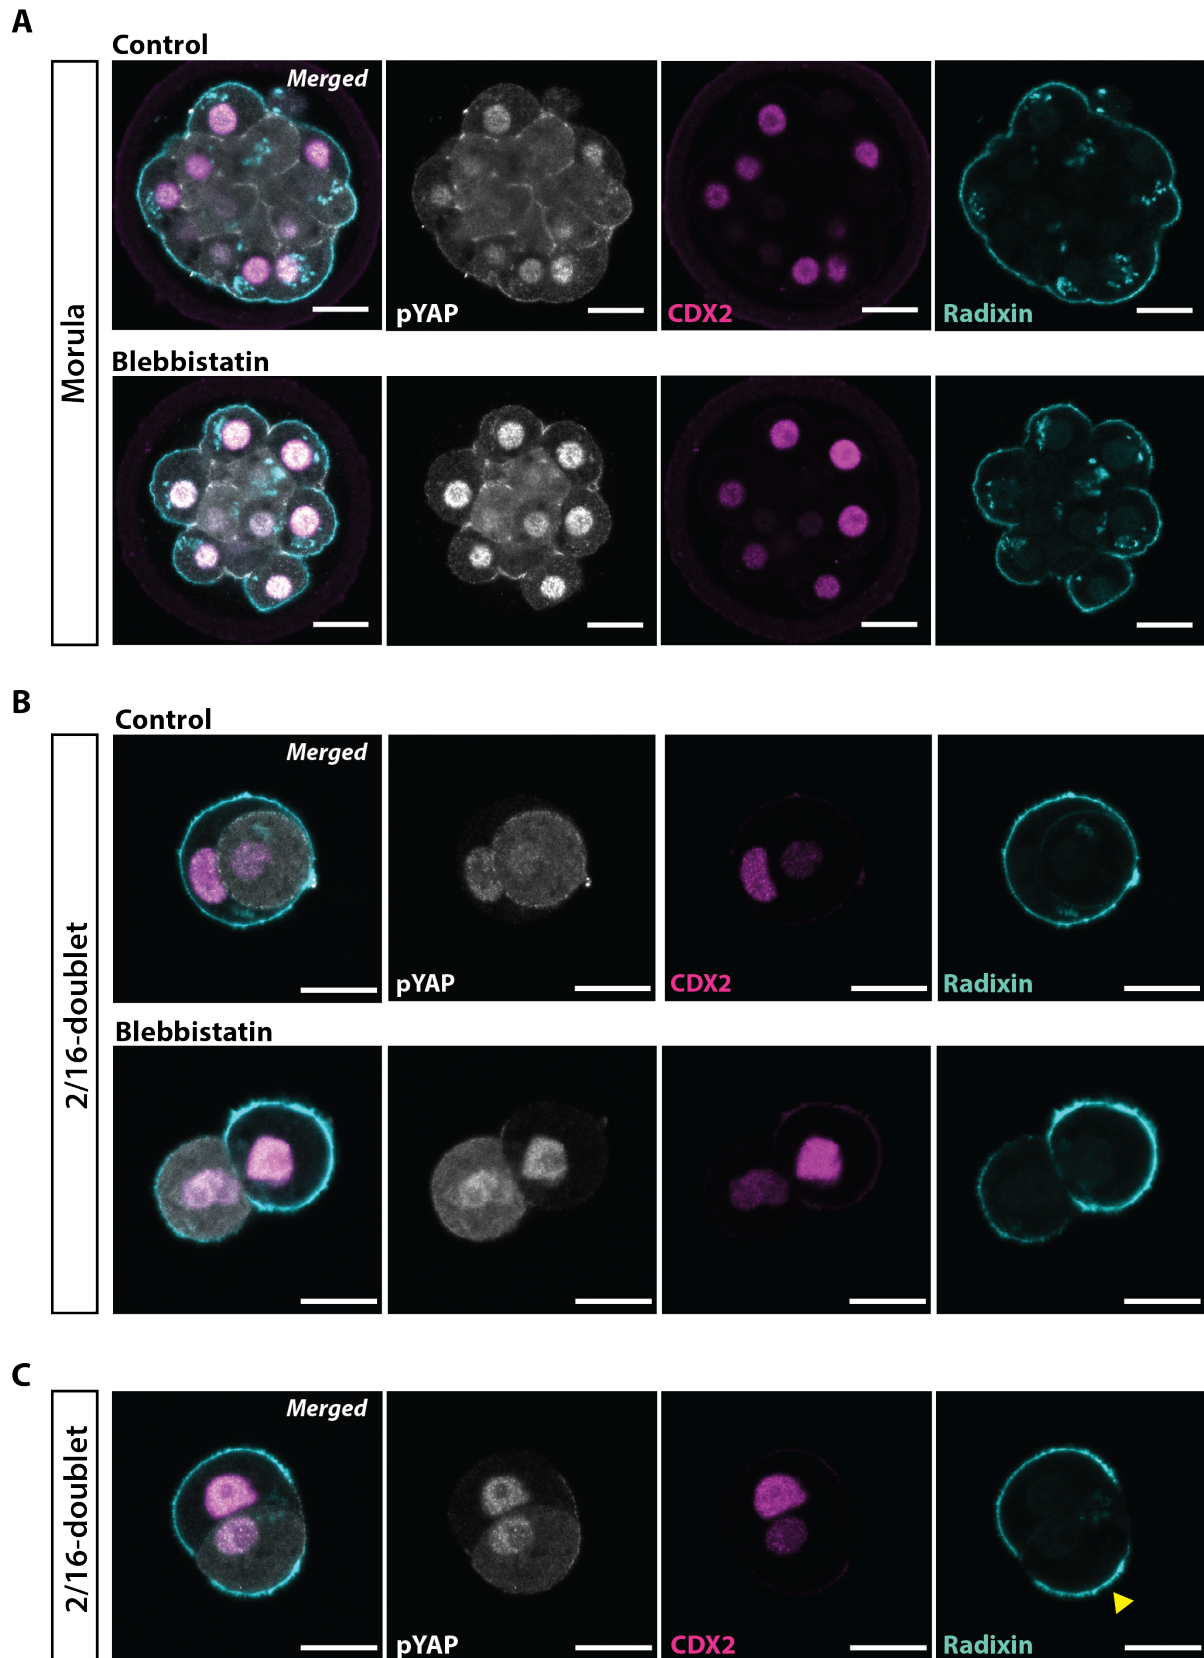 A
Control
Morula
Merged
pYAP
CDX2
Radixin
Blebbistatin
B
Control
2/16-doublet
Merged
pYAP
CDX2
Radixin
Blebbistatin
C
2/16-doublet
Merged
pYAP
CDX2
Radixin